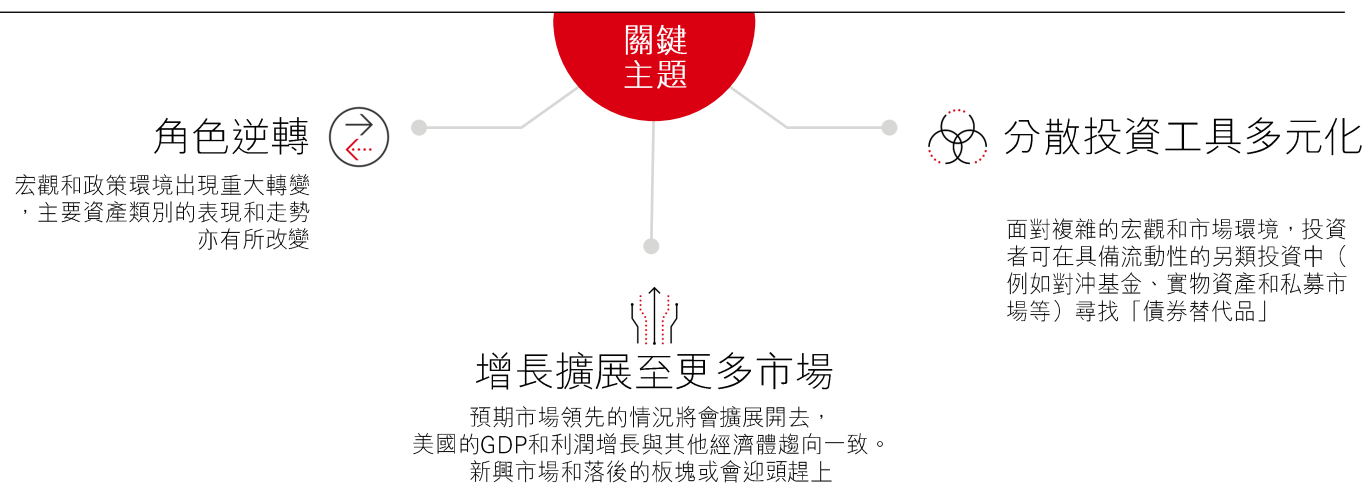 關鍵
主題
角色逆轉
宏觀和政策環境出現重大轉變
，主要資產類別的表現和走勢
亦有所改變
增長擴展至更多市場
預期市場領先的情況將會擴展開去，
美國的GDP和利潤增長與其他經濟體趨向一致。
新興市場和落後的板塊或會迎頭趕上
分散投資工具多元化
面對複雜的宏觀和市場環境，投資
者可在具備流動性的另類投資中（
例如對沖基金、實物資產和私募市
場等）尋找「債券替代品」